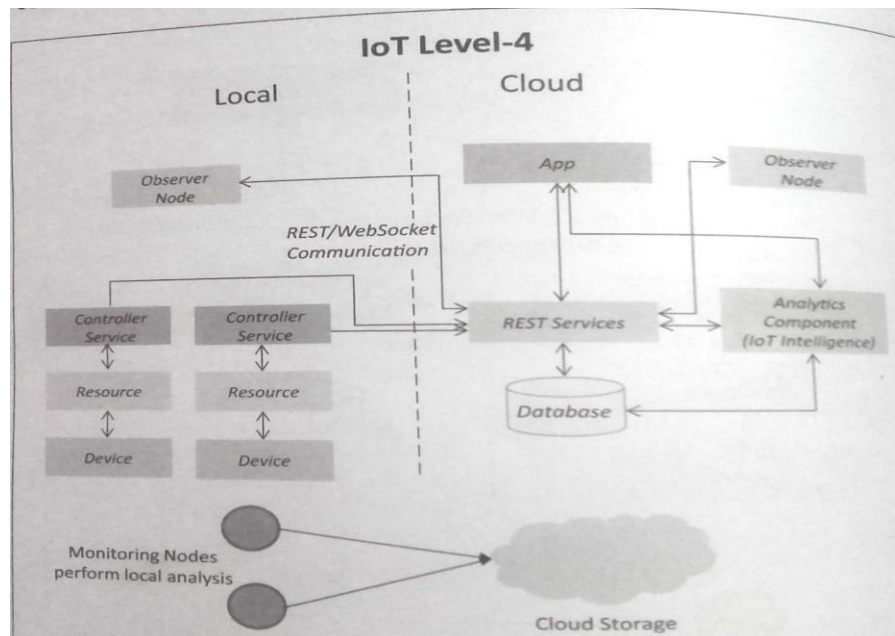 IoT Level-4
Local
Cloud
Observer
Node
App
Observer
Node
REST/WebSocket
Communication
Controller
Service
Controller
Service
REST Services
Analytics
Component
(IoT Intelligence)
Resource
Resource
Database
Device
Device
Monitoring Nodes
perform local analysis
Cloud Storage